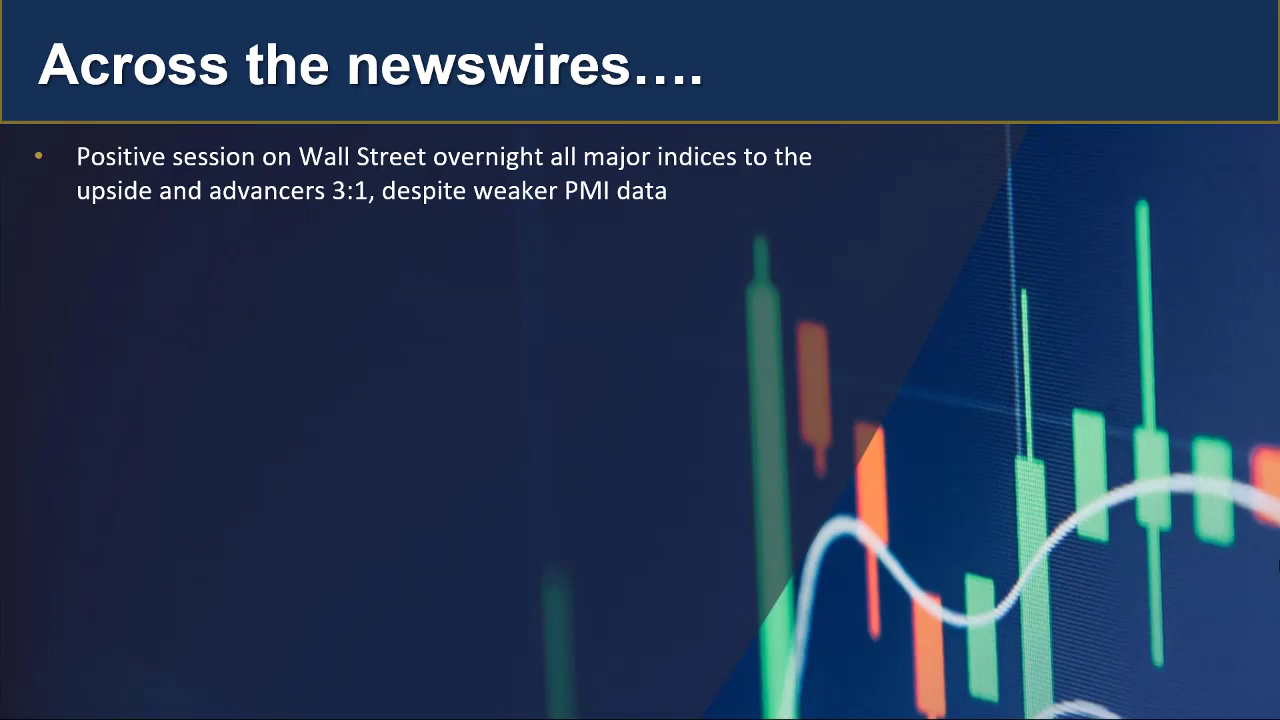 Across the newswires….
• Positive session on Wall Street overnight all major indices to the
upside and advancers 3:1, despite weaker PMI data